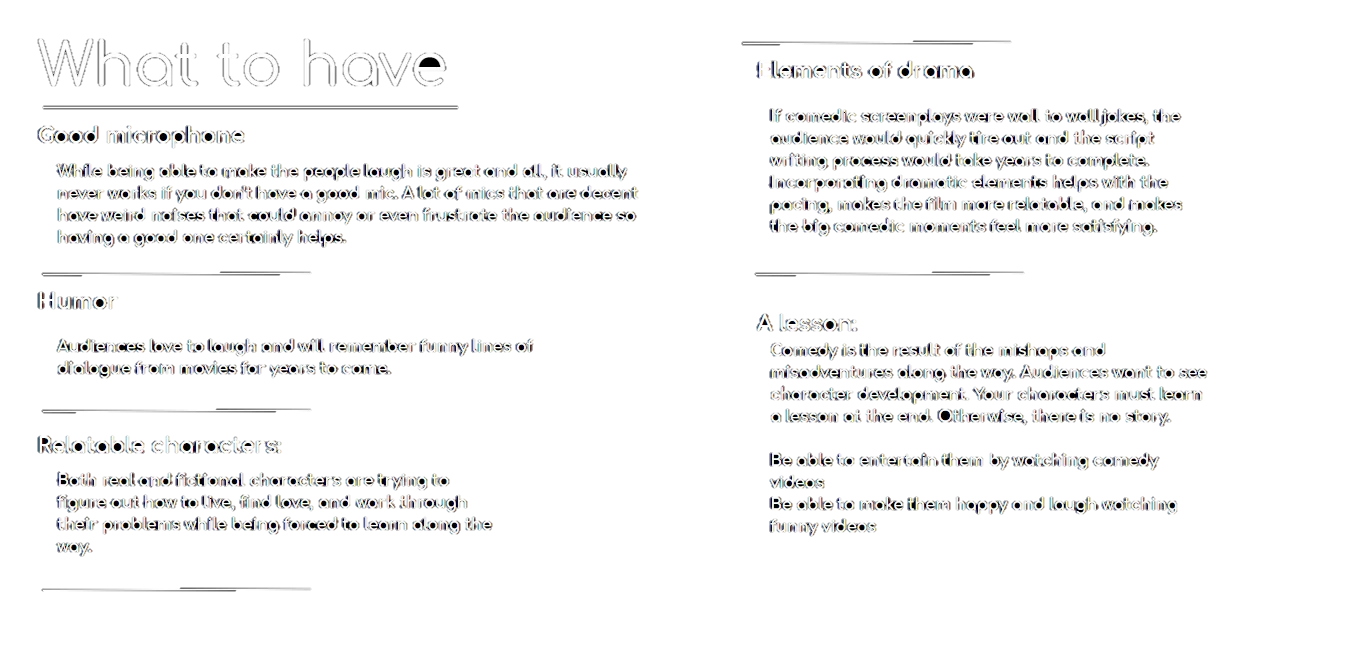 What to have
Good microphone
While being able to make the people laugh is great and all, it usually
never works if you don't have a good mic. A lot of mics that are decent
have weird noises that could annoy or even frustrate the audience so
having a good one certainly helps.
Humor
Audiences love to laugh and will remember funny lines of
dialogue from movies for years to come.
Relatable characters:
Both real and fictional characters are trying to
figure out how to live, find love, and work through
their problems while being forced to learn along the
way.
Elements of drama
If comedic screenplays were wall to wall jokes, the
audience would quickly tire out and the script
writing process would take years to complete.
Incorporating dramatic elements helps with the
pacing, makes the film more relatable, and makes
the big comedic moments feel more satisfying.
A lesson:
Comedy is the result of the mishaps and
misadventures along the way. Audiences want to see
character development. Your characters must learn
a lesson at the end. Otherwise, there is no story.
Be able to entertain them by watching comedy
videos
Be able to make them happy and laugh watching
funny videos